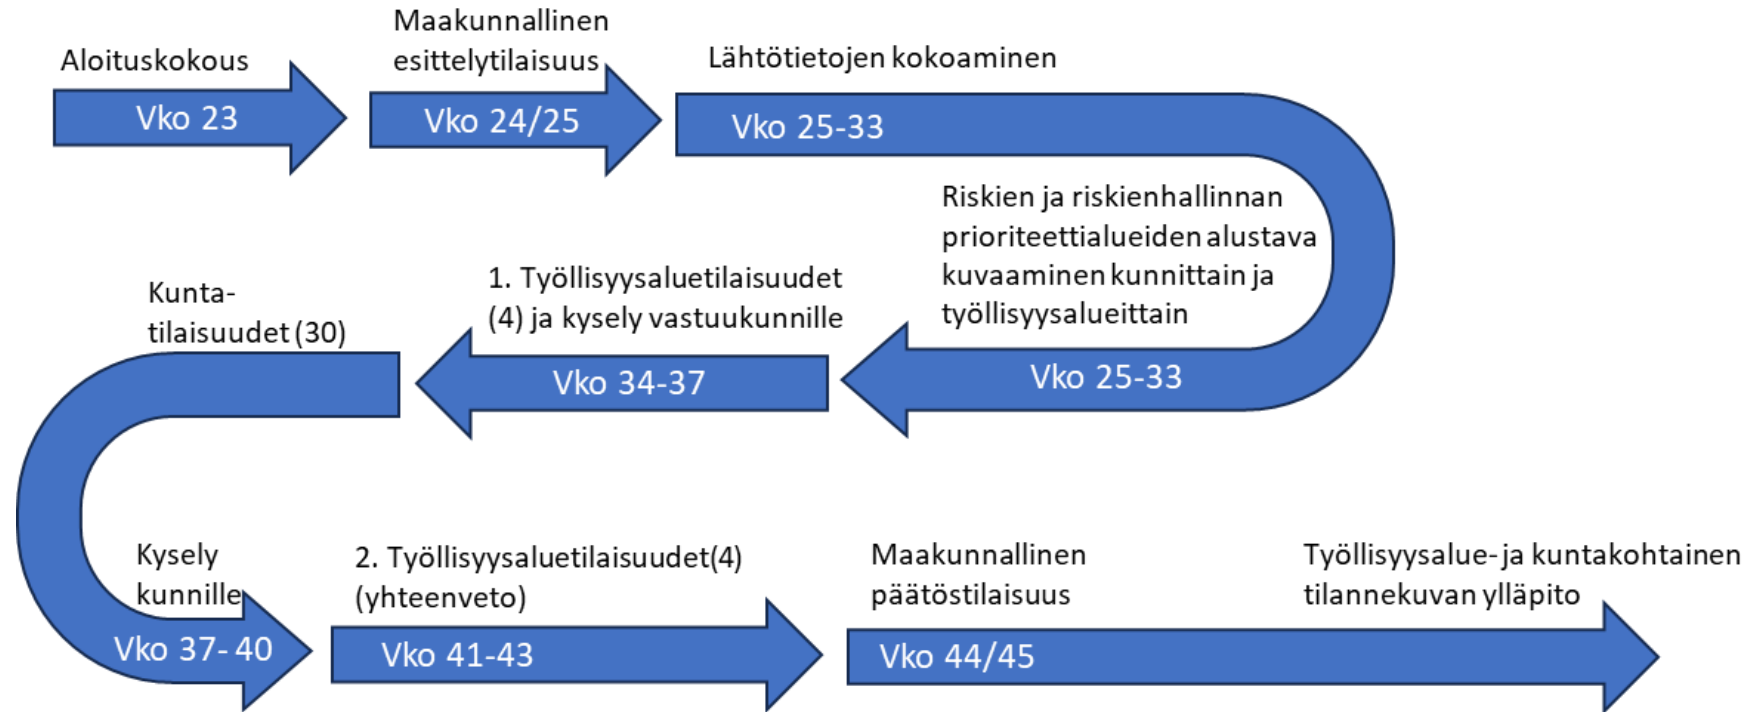 Aloituskokous
Vko 23
Maakunnallinen
esittelytilaisuus
Vko 24/25
Lähtötietojen kokoaminen
Vko 25-33
Riskien ja riskienhallinnan
prioriteettialueiden alustava
kuvaaminen kunnittain ja
työllisyysalueittain
Vko 25-33
1. Työllisyysaluetilaisuudet
(4) ja kysely vastuukunnille
Vko 34-37
Kunta-
tilaisuudet (30)
Kysely
kunnille
Vko 37- 40
2. Työllisyysaluetilaisuudet(4)
(yhteenveto)
Vko 41-43
Maakunnallinen
päätöstilaisuus
Vko 44/45
Työllisyysalue- ja kuntakohtainen
tilannekuvan ylläpito